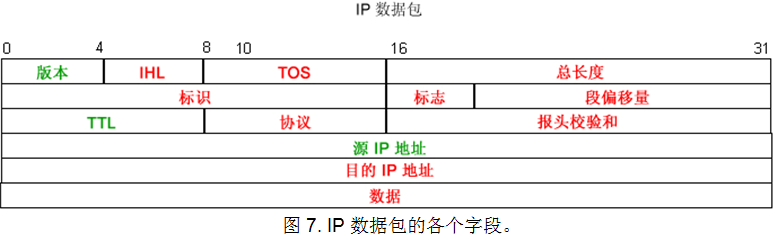 IP 数据包
0 4 8 10 16 31
版本 IHL TOS 总长度
标识 标志 段偏移量
TTL 协议 报头校验和
源 IP 地址
目的 IP 地址
数据
图 7. IP 数据包的各个字段。